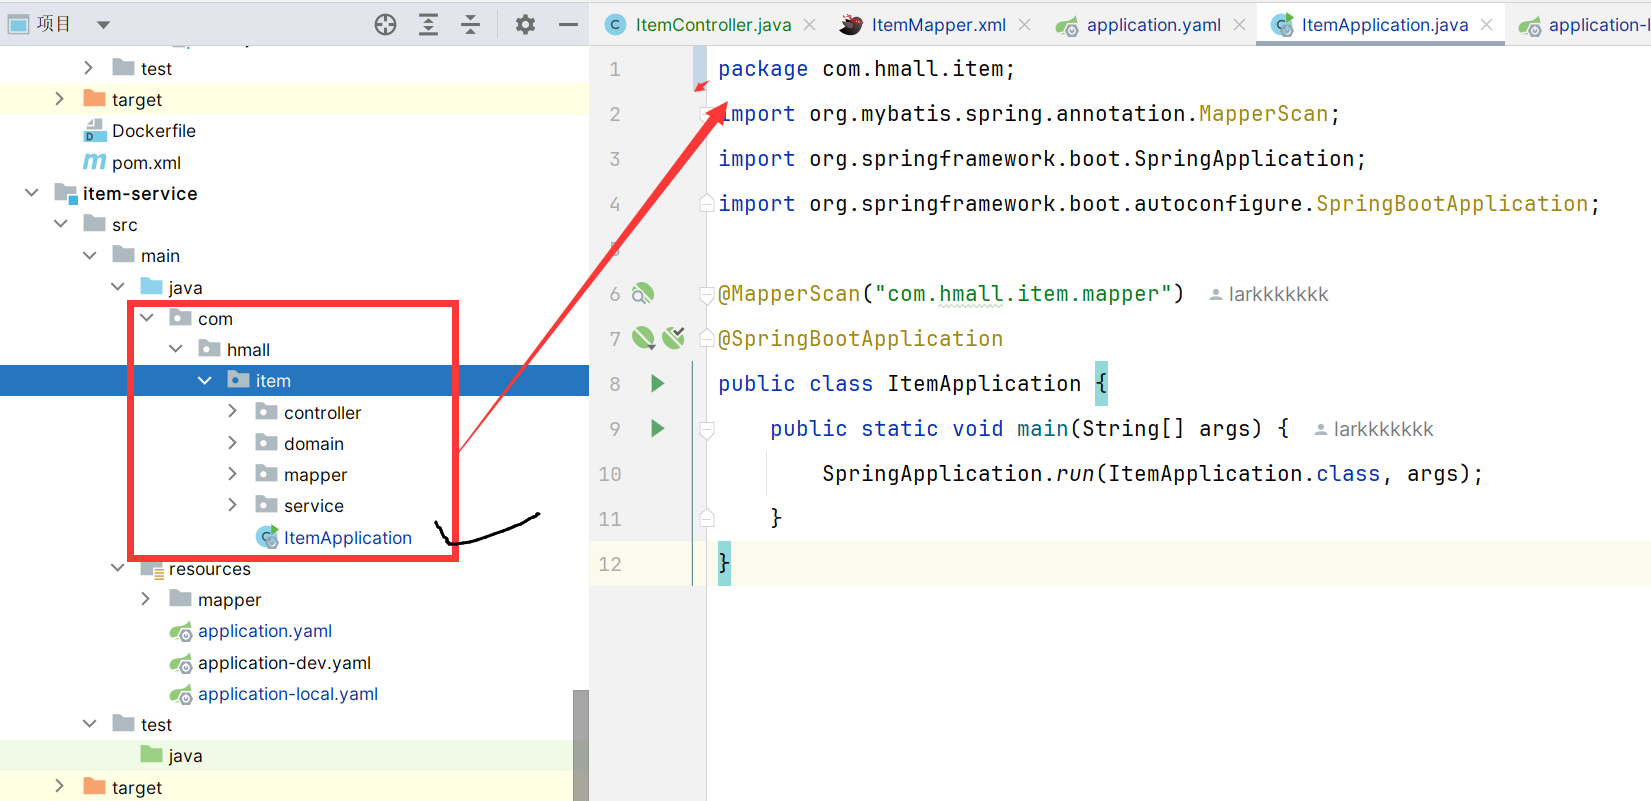 项目
ItemController.java
ItemMapper.xml
application.yaml
ItemApplication.java
application-l
test
target
Dockerfile
pom.xml
item-service
src
main
java
com
hmall
item
controller
domain
mapper
service
ItemApplication
resources
mapper
application.yaml
application-dev.yaml
application-local.yaml
test
java
target
1 package com.hmall.item;
2 import org.mybatis.spring.annotation.MapperScan;
3 import org.springframework.boot.SpringApplication;
4 import org.springframework.boot.autoconfigure.SpringBootApplication;
5
6 @MapperScan("com.hmall.item.mapper") larkkkkkkk
7 @SpringBootApplication
8 public class ItemApplication {
9 public static void main(String[] args) { larkkkkkkk
10 SpringApplication.run(ItemApplication.class, args);
11 }
12 }